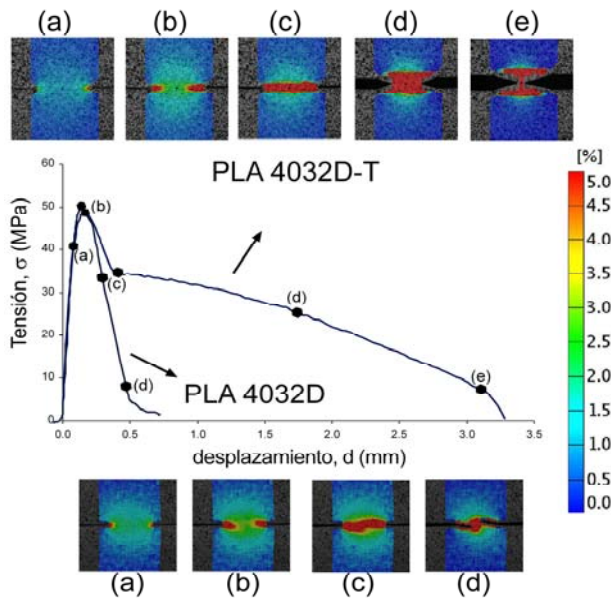 (a) (b) (c) (d) (e)
PLA 4032D-T
[%]
60
50
40
30
20
10
0
Tensión, σ (MPa)
(b)
(a)
(c)
(d)
(d)
(e)
PLA 4032D
0.0 0.5 1.0 1.5 2.0 2.5 3.0 3.5
desplazamiento, d (mm)
5.0
4.5
4.0
3.5
3.0
2.5
2.0
1.5
1.0
0.5
0.0
(a) (b) (c) (d)